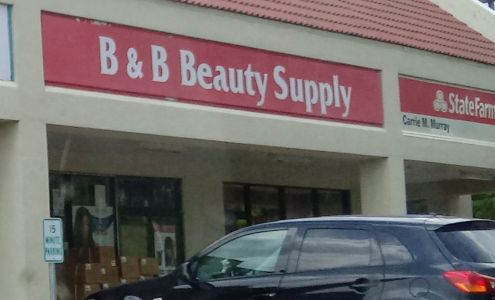 B & B Beauty Supply
StateFarm
Carrie M. Murray
15
MINUTE
PARKING